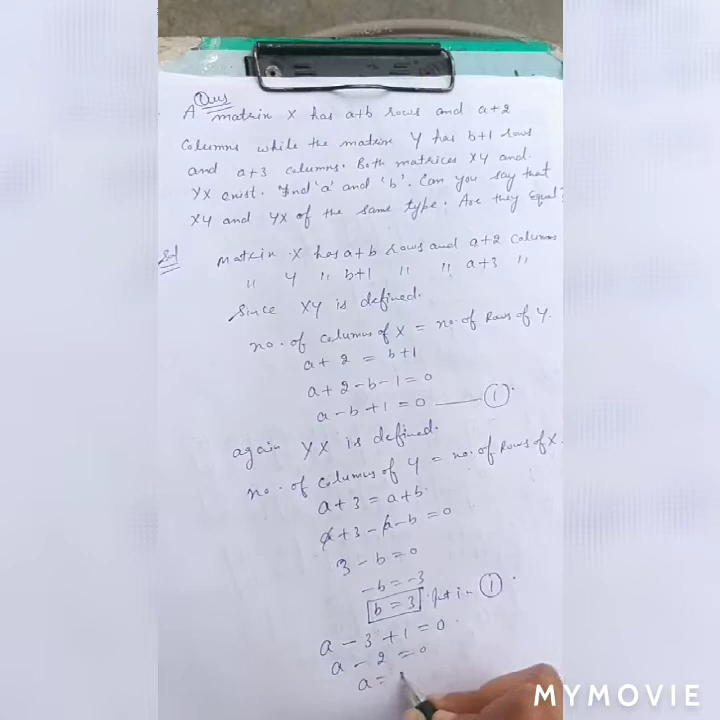 Ques
A matrix X has a+b rows and a+2
Columns while the matrix Y has b+1 rows
and a+3 columns. Both matrices XY and
YX exist. Find 'a' and 'b'. Can you say that
XY and YX of the same type. Are they Equal?
Sol Matrix X has a+b rows and a+2 Columns
" Y " b+1 " " a+3 "
Since XY is defined.
no. of Columns of X = no. of Rows of Y.
a + 2 = b+1
a+2-b-1=0
a-b+1=0 —— 1
again YX is defined.
no. of Columns of Y = no. of Rows of X.
a+3 = a+b.
a+3-a-b=0
3-b=0
-b=-3
b=3 . Put in 1 .
a-3+1=0
a-2=0
a=
MYMOVIE